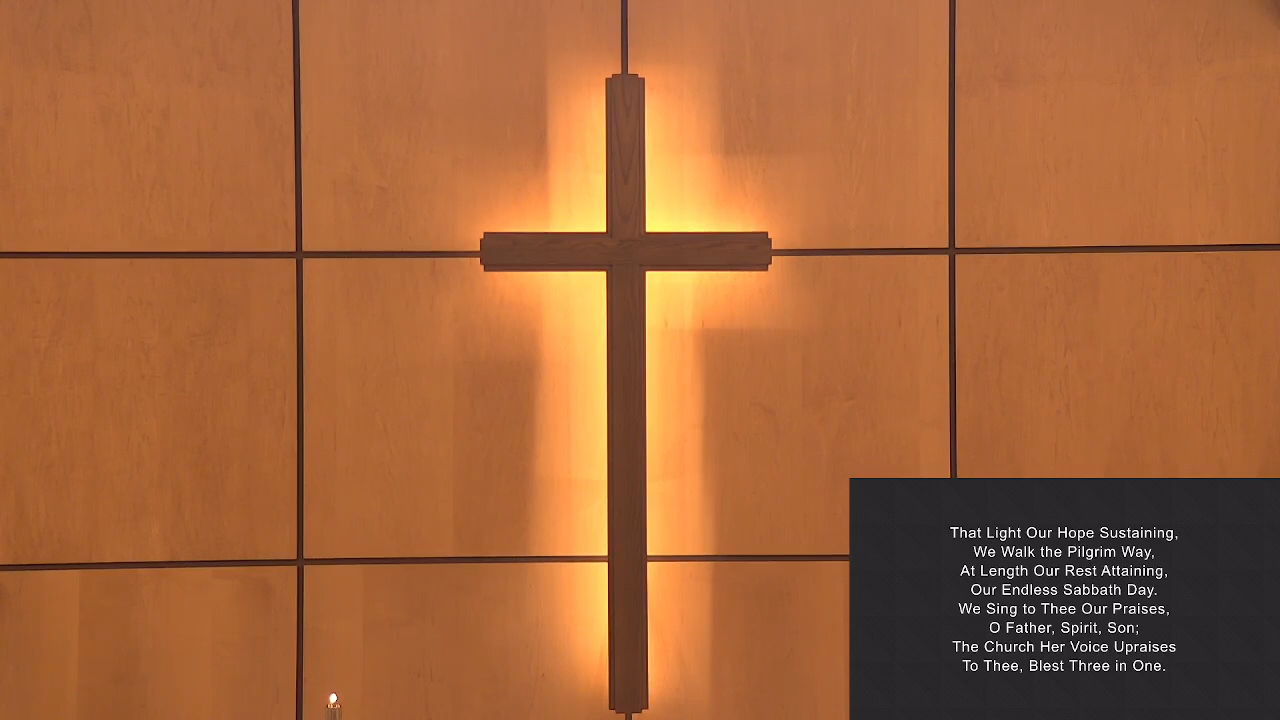 That Light Our Hope Sustaining,
We Walk the Pilgrim Way,
At Length Our Rest Attaining,
Our Endless Sabbath Day.
We Sing to Thee Our Praises,
O Father, Spirit, Son;
The Church Her Voice Upraises
To Thee, Blest Three in One.